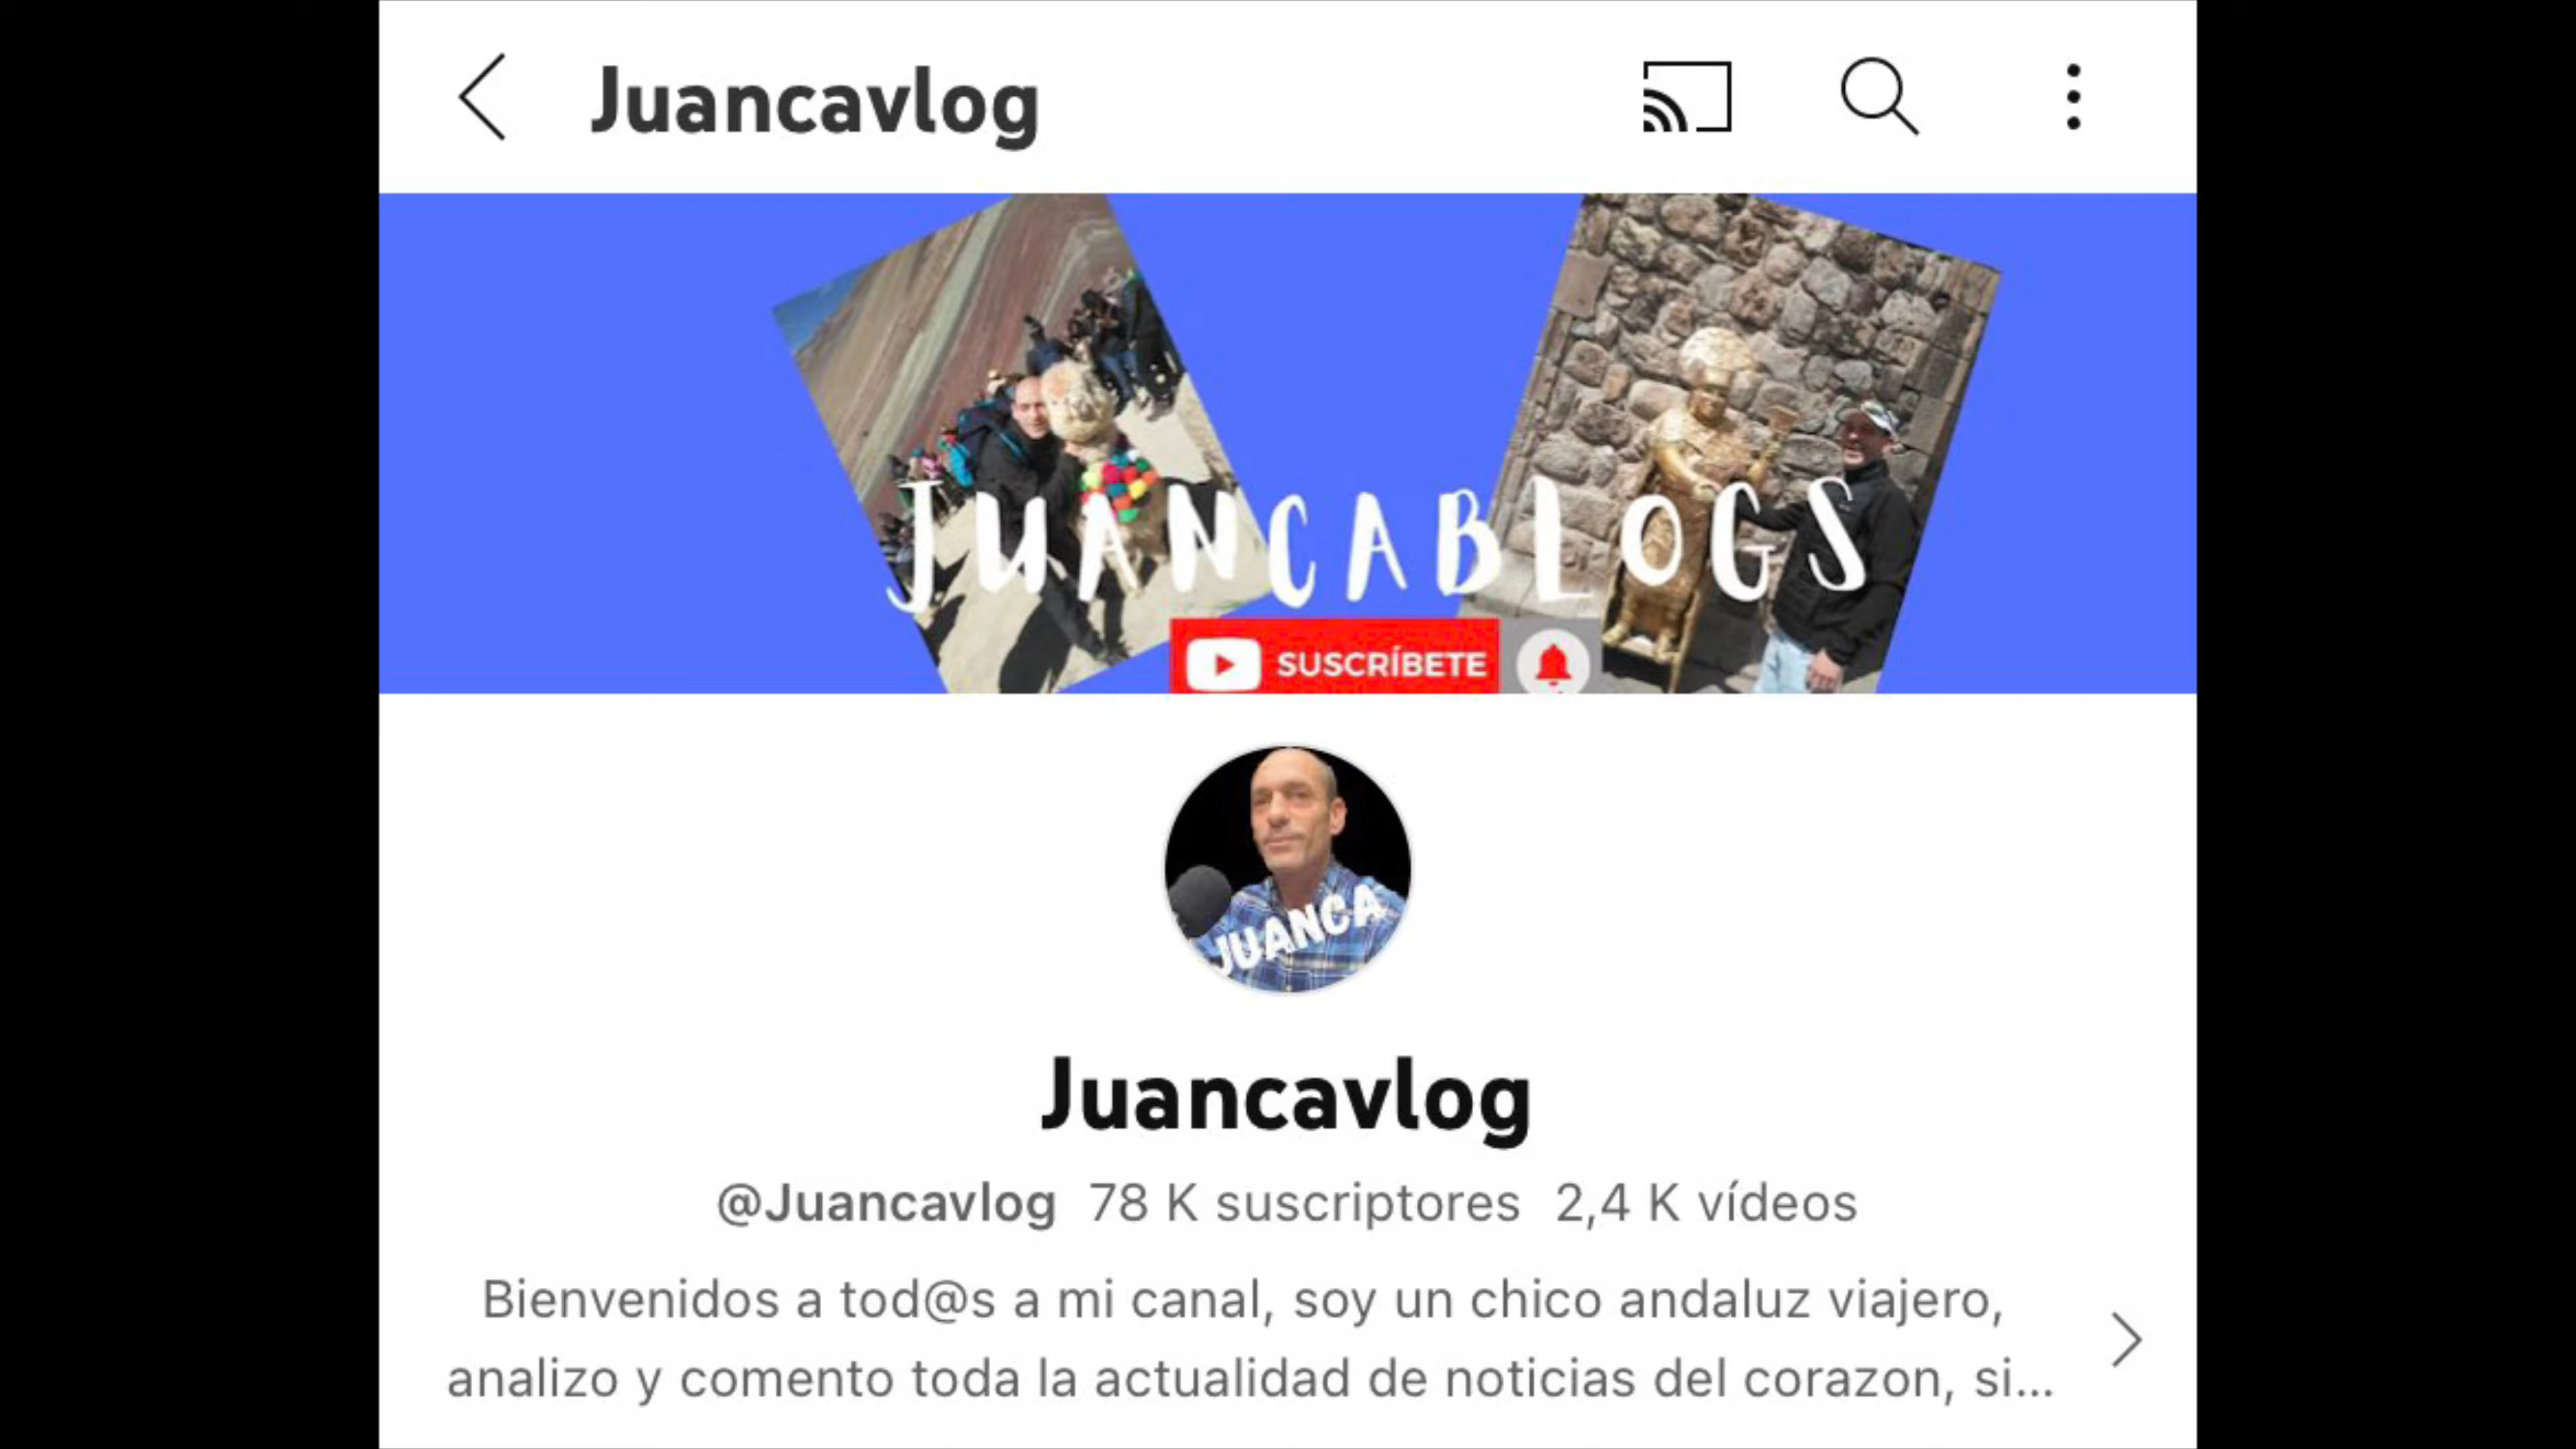 Juancavlog
JUANCABLOGS
SUSCRÍBETE
JUANCA
Juancavlog
@Juancavlog 78 K suscriptores 2,4 K vídeos
Bienvenidos a tod@s a mi canal, soy un chico andaluz viajero,
analizo y comento toda la actualidad de noticias del corazon, si...